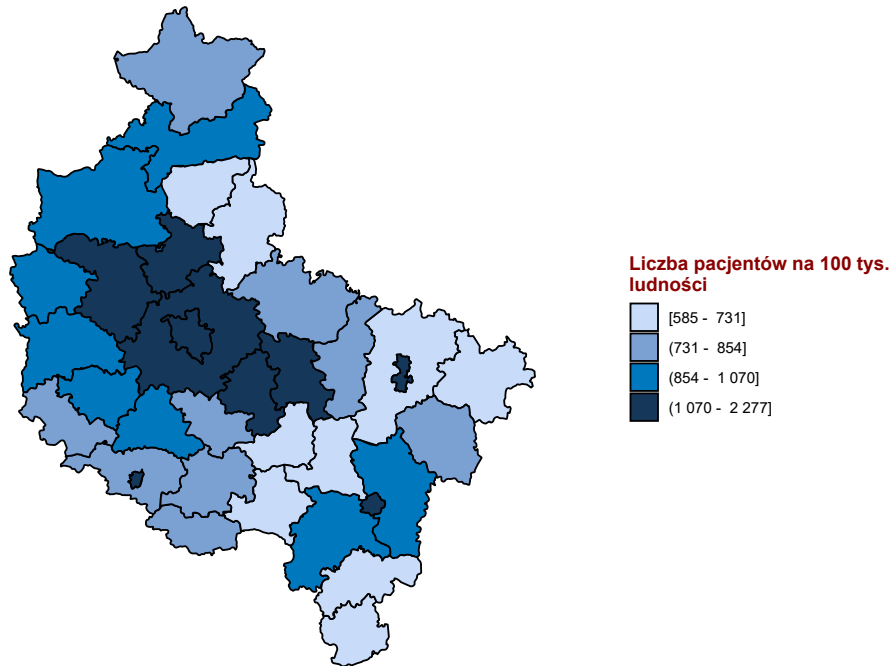 Liczba pacjentów na 100 tys.
ludności
[585 - 731]
(731 - 854]
(854 - 1 070]
(1 070 - 2 277]